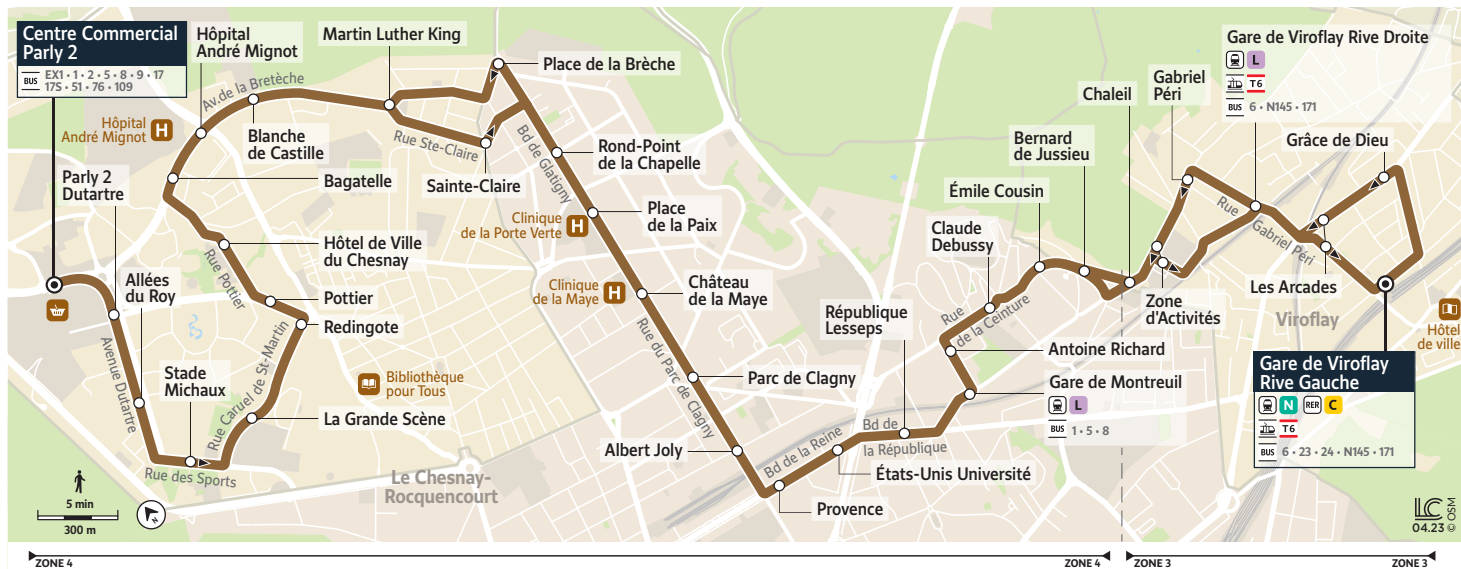 Centre Commercial
Parly 2
BUS
EX1 • 1 • 2 • 5 • 8 • 9 • 17
17S • 51 • 76 • 109
Hôpital
André Mignot
Martin Luther King
Place de la Brèche
Av.de la Bretèche
Hôpital
André Mignot
H
Blanche
de Castille
Rue Ste-Claire
Sainte-Claire
Bd de Glatigny
Rond-Point
de la Chapelle
Parly 2
Dutartre
Bagatelle
Clinique
de la Porte Verte
H
Place
de la Paix
Hôtel de Ville
du Chesnay
Rue Pottier
Allées
du Roy
Pottier
Redingote
Clinique
de la Maye
H
Château
de la Maye
Avenue Dutartre
Stade
Michaux
Rue Caruel de St-Martin
Bibliothèque
pour Tous
La Grande Scène
Rue des Sports
Rue du Parc de Clagny
Parc de Clagny
Albert Joly
Le Chesnay-
Rocquencourt
Bd de la Reine
Provence
États-Unis Université
Bd de
la République
République
Lesseps
Gare de Montreuil
L
BUS
1 • 5 • 8
Antoine Richard
Rue
de la Ceinture
Claude
Debussy
Émile Cousin
Bernard
de Jussieu
Chaleil
Gabriel
Péri
Gare de Viroflay Rive Droite
L
T6
BUS
6 • N145 • 171
Grâce de Dieu
Rue
Gabriel Péri
Zone
d'Activités
Les Arcades
Viroflay
Hôtel
de ville
Gare de Viroflay
Rive Gauche
N
RER
C
T6
BUS
6 • 23 • 24 • N145 • 171
5 min
300 m
N
LC
04.23 © OSM
ZONE 4
ZONE 4
ZONE 3
ZONE 3